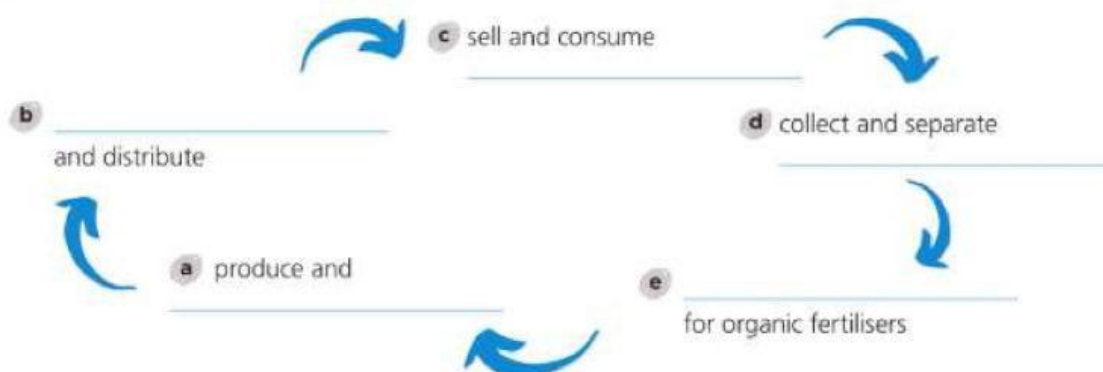 c sell and consume
b
and distribute
d collect and separate
a produce and
e
for organic fertilisers